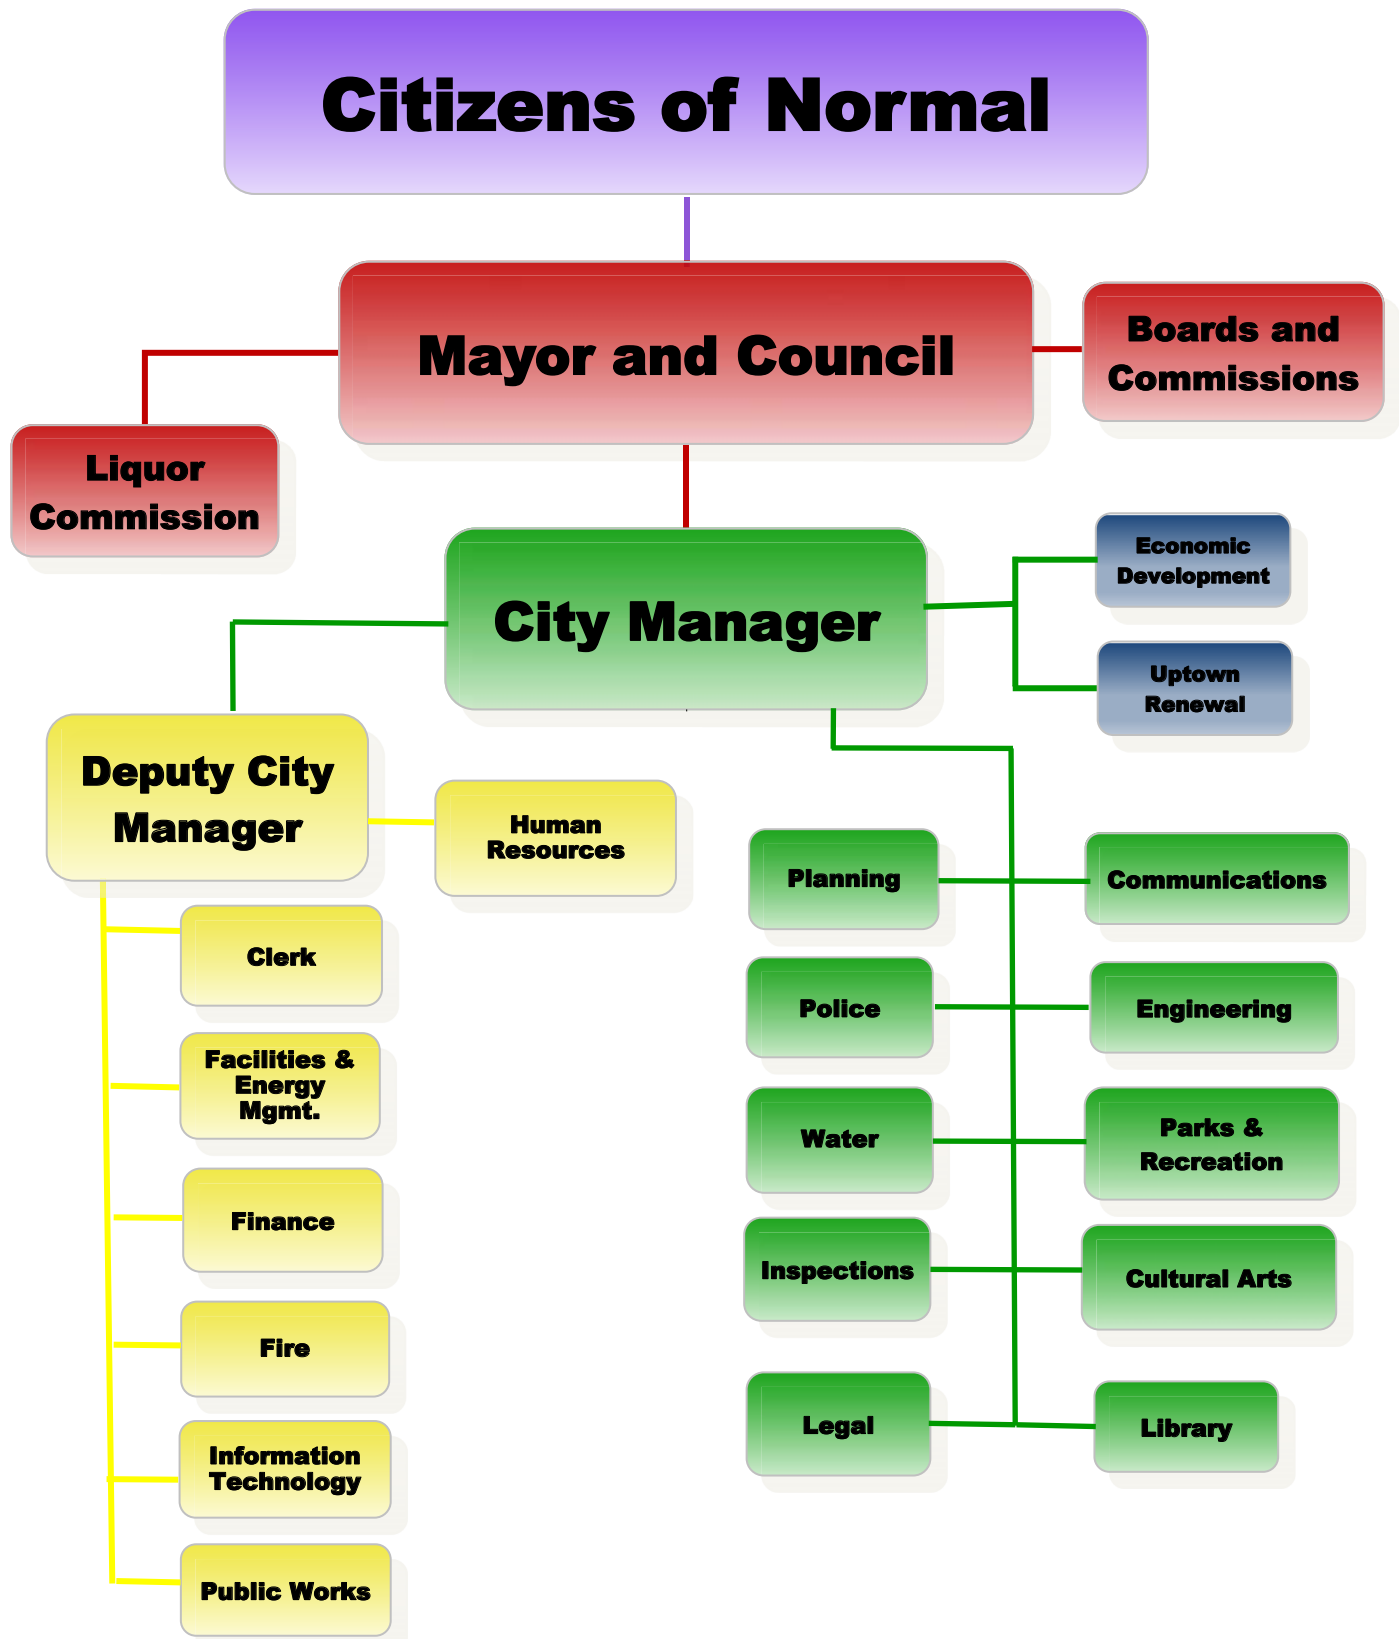 Citizens of Normal
Mayor and Council
Boards and
Commissions
Liquor
Commission
City Manager
Economic
Development
Uptown
Renewal
Deputy City
Manager
Human
Resources
Planning
Communications
Clerk
Police
Engineering
Facilities &
Energy
Mgmt.
Water
Parks &
Recreation
Finance
Inspections
Cultural Arts
Fire
Legal
Library
Information
Technology
Public Works